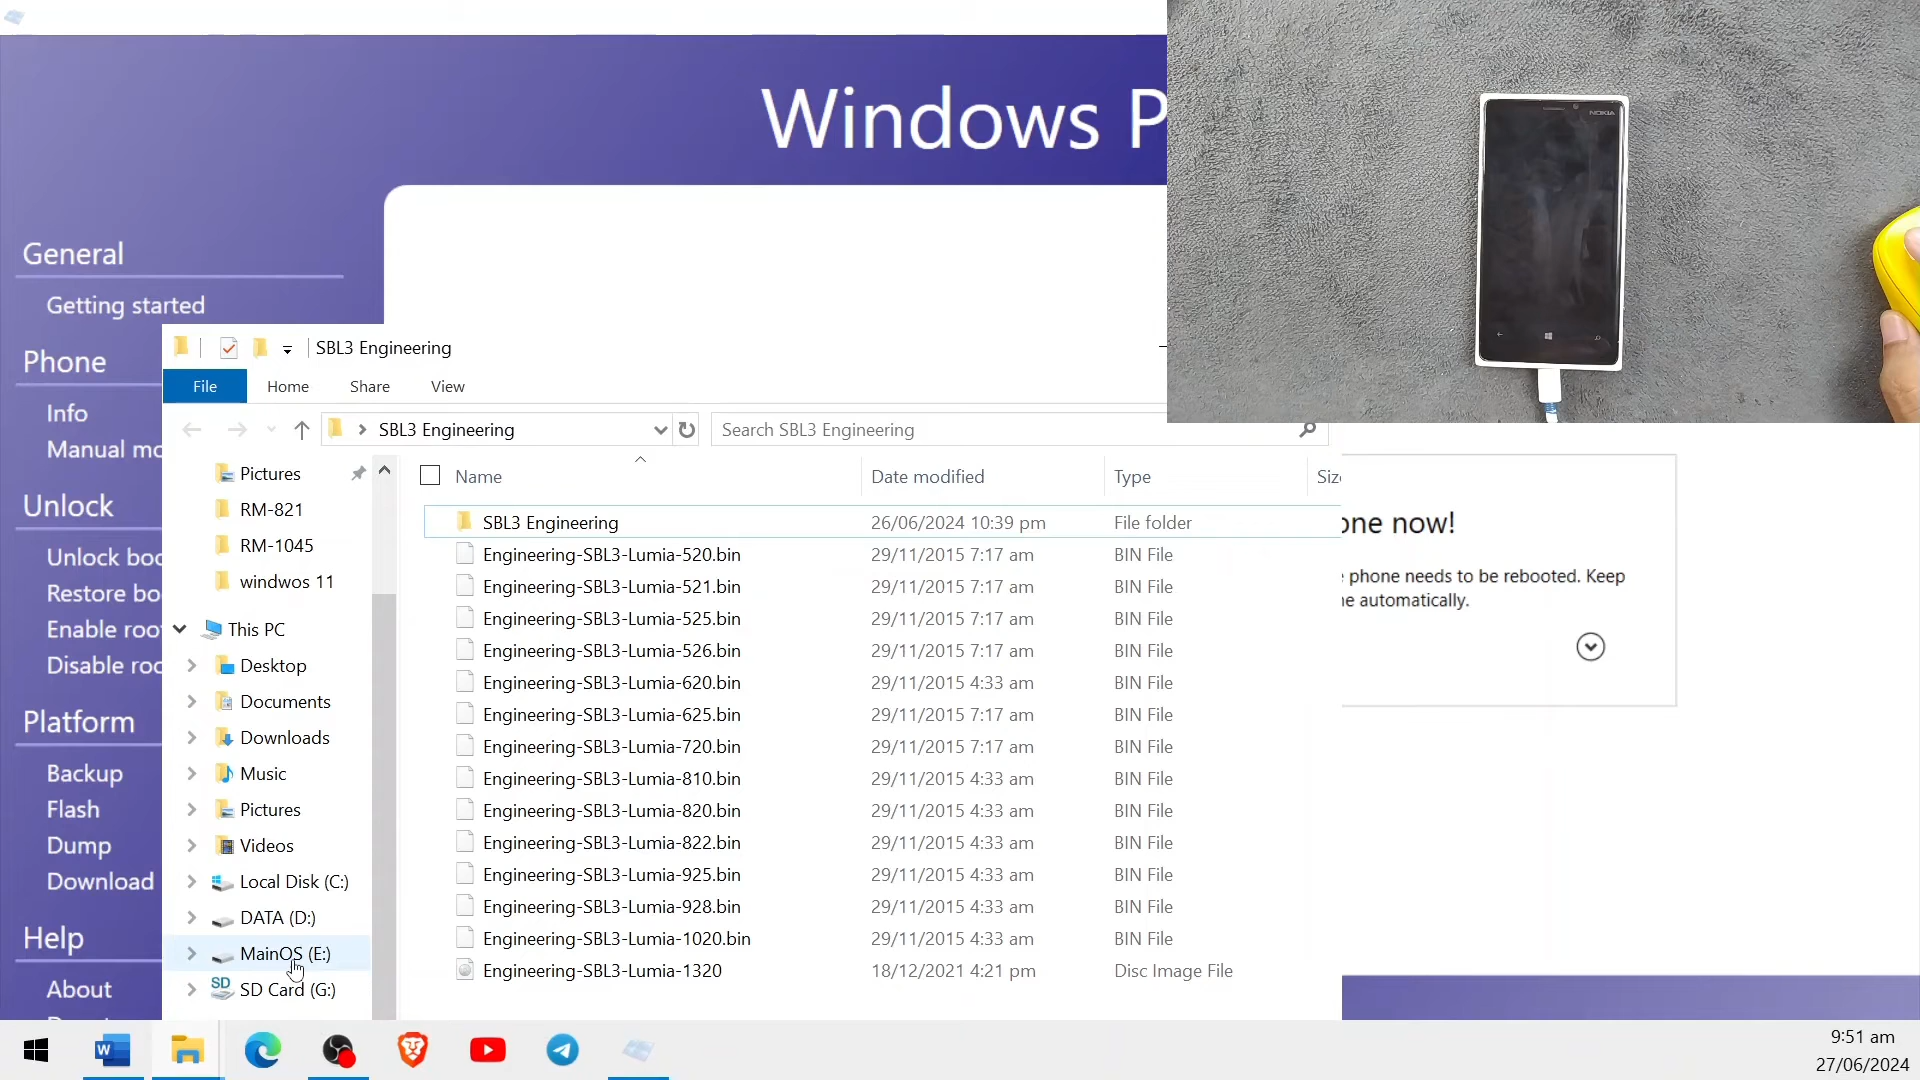 Windows P
NOKIA
General
Getting started
Phone
Info
Manual mo
Unlock
Unlock boo
Restore bo
Enable roo
Disable roo
Platform
Backup
Flash
Dump
Download
Help
About
SBL3 Engineering
File Home Share View
SBL3 Engineering
Search SBL3 Engineering
Pictures
RM-821
RM-1045
windwos 11
This PC
Desktop
Documents
Downloads
Music
Pictures
Videos
Local Disk (C:)
DATA (D:)
MainOS (E:)
SD Card (G:)
Name Date modified Type Siz
SBL3 Engineering 26/06/2024 10:39 pm File folder
Engineering-SBL3-Lumia-520.bin 29/11/2015 7:17 am BIN File
Engineering-SBL3-Lumia-521.bin 29/11/2015 7:17 am BIN File
Engineering-SBL3-Lumia-525.bin 29/11/2015 7:17 am BIN File
Engineering-SBL3-Lumia-526.bin 29/11/2015 7:17 am BIN File
Engineering-SBL3-Lumia-620.bin 29/11/2015 4:33 am BIN File
Engineering-SBL3-Lumia-625.bin 29/11/2015 7:17 am BIN File
Engineering-SBL3-Lumia-720.bin 29/11/2015 7:17 am BIN File
Engineering-SBL3-Lumia-810.bin 29/11/2015 4:33 am BIN File
Engineering-SBL3-Lumia-820.bin 29/11/2015 4:33 am BIN File
Engineering-SBL3-Lumia-822.bin 29/11/2015 4:33 am BIN File
Engineering-SBL3-Lumia-925.bin 29/11/2015 4:33 am BIN File
Engineering-SBL3-Lumia-928.bin 29/11/2015 4:33 am BIN File
Engineering-SBL3-Lumia-1020.bin 29/11/2015 4:33 am BIN File
Engineering-SBL3-Lumia-1320 18/12/2021 4:21 pm Disc Image File
one now!
phone needs to be rebooted. Keep
ne automatically.
9:51 am
27/06/2024